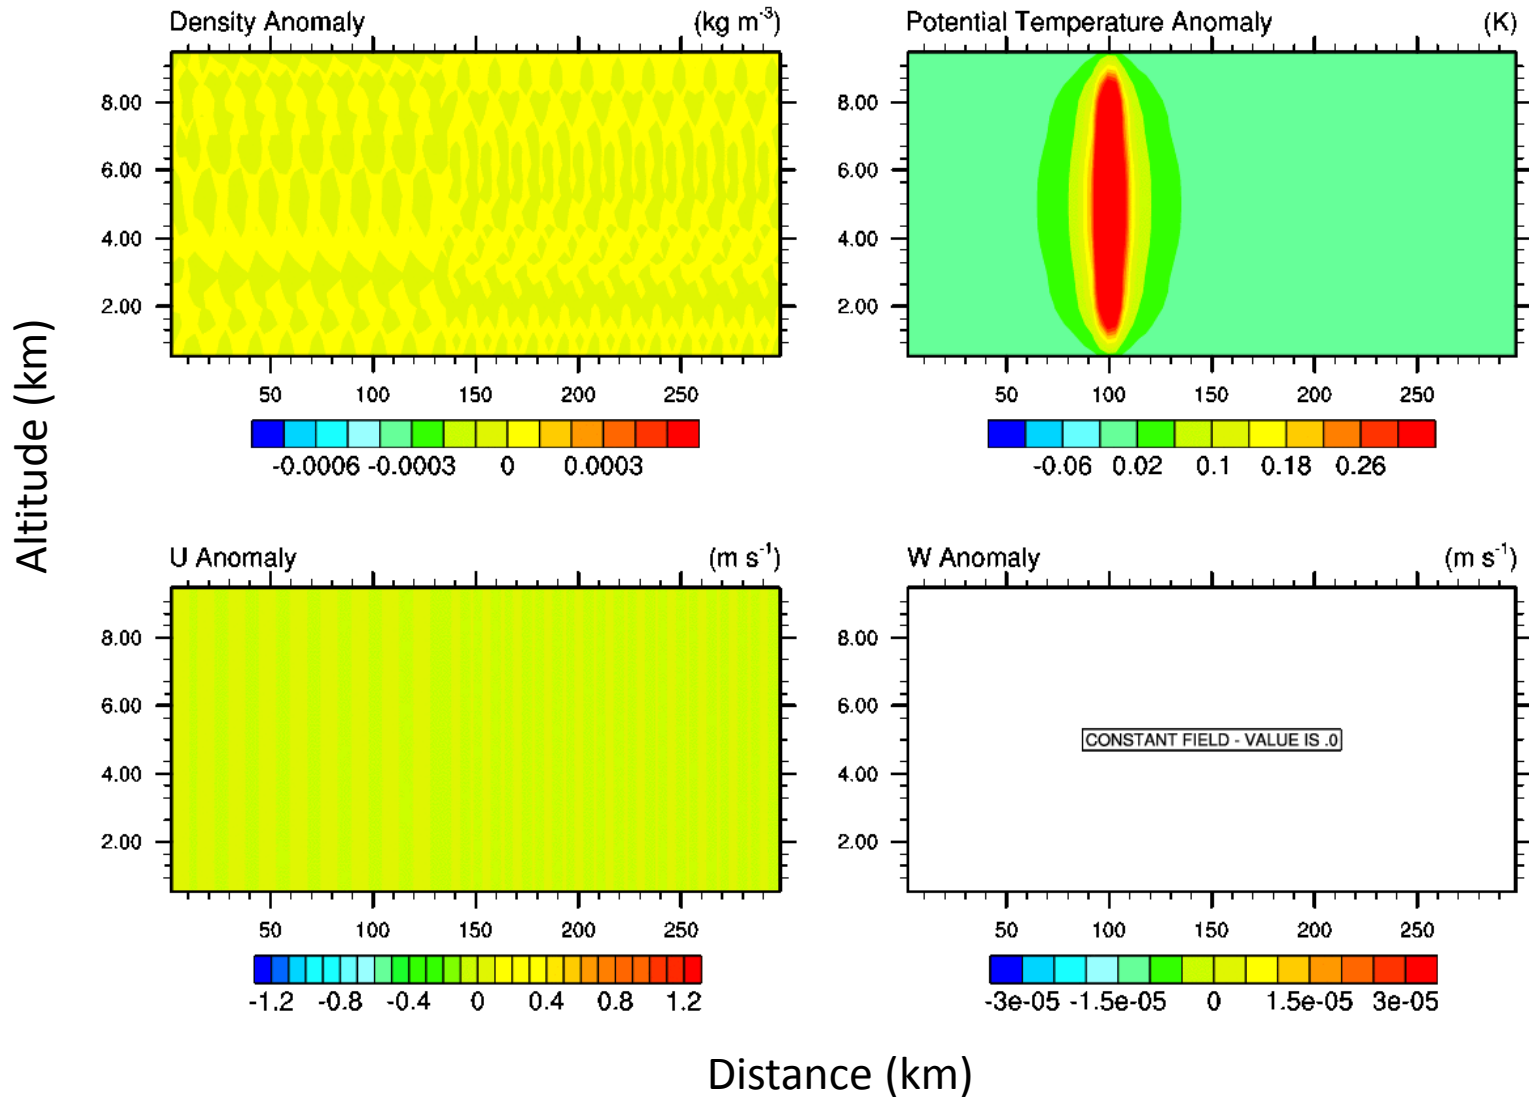 Density Anomaly (kg m⁻³)
8.00
6.00
4.00
2.00
50 100 150 200 250
-0.0006 -0.0003 0 0.0003
Potential Temperature Anomaly (K)
8.00
6.00
4.00
2.00
50 100 150 200 250
-0.06 0.02 0.1 0.18 0.26
Altitude (km)
U Anomaly (m s⁻¹)
8.00
6.00
4.00
2.00
50 100 150 200 250
-1.2 -0.8 -0.4 0 0.4 0.8 1.2
W Anomaly (m s⁻¹)
8.00
6.00
4.00
2.00
CONSTANT FIELD - VALUE IS .0
50 100 150 200 250
-3e-05 -1.5e-05 0 1.5e-05 3e-05
Distance (km)